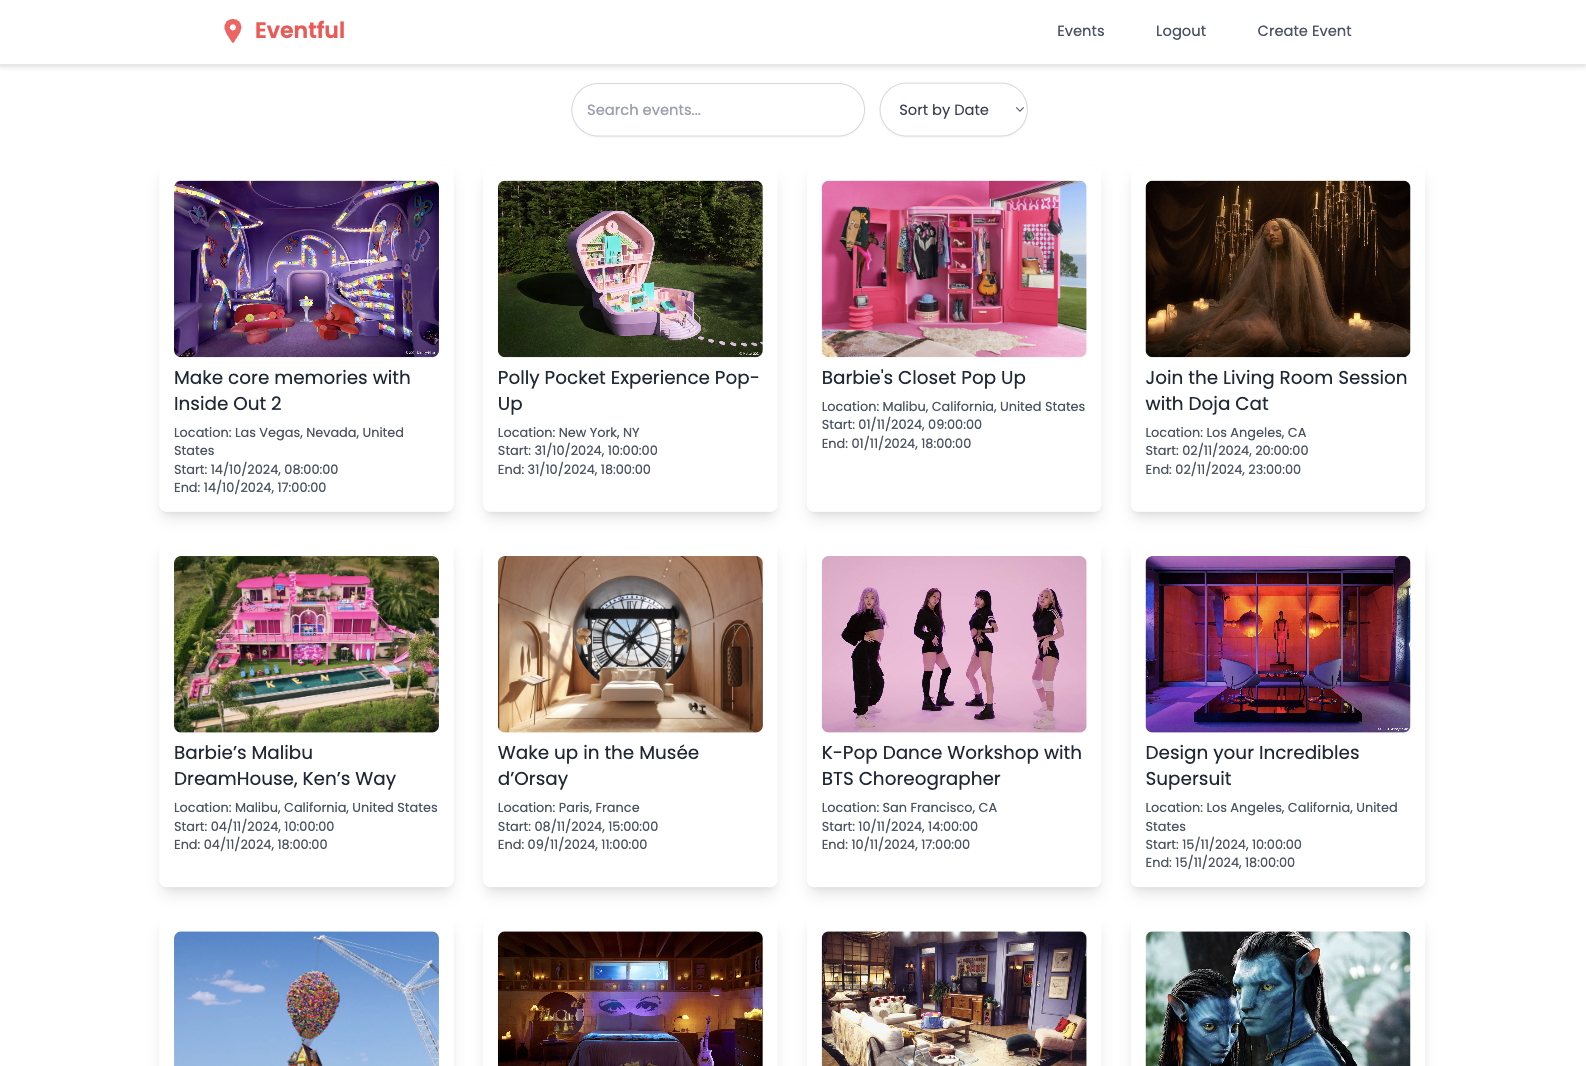 Eventful
Events
Logout
Create Event
Search events...
Sort by Date
Make core memories with
Inside Out 2
Location: Las Vegas, Nevada, United
States
Start: 14/10/2024, 08:00:00
End: 14/10/2024, 17:00:00
Polly Pocket Experience Pop-
Up
Location: New York, NY
Start: 31/10/2024, 10:00:00
End: 31/10/2024, 18:00:00
Barbie's Closet Pop Up
Location: Malibu, California, United States
Start: 01/11/2024, 09:00:00
End: 01/11/2024, 18:00:00
Join the Living Room Session
with Doja Cat
Location: Los Angeles, CA
Start: 02/11/2024, 20:00:00
End: 02/11/2024, 23:00:00
KEN
Barbie’s Malibu
DreamHouse, Ken’s Way
Location: Malibu, California, United States
Start: 04/11/2024, 10:00:00
End: 04/11/2024, 18:00:00
Wake up in the Musée
d’Orsay
Location: Paris, France
Start: 08/11/2024, 15:00:00
End: 09/11/2024, 11:00:00
K-Pop Dance Workshop with
BTS Choreographer
Location: San Francisco, CA
Start: 10/11/2024, 14:00:00
End: 10/11/2024, 17:00:00
Design your Incredibles
Supersuit
Location: Los Angeles, California, United
States
Start: 15/11/2024, 10:00:00
End: 15/11/2024, 18:00:00